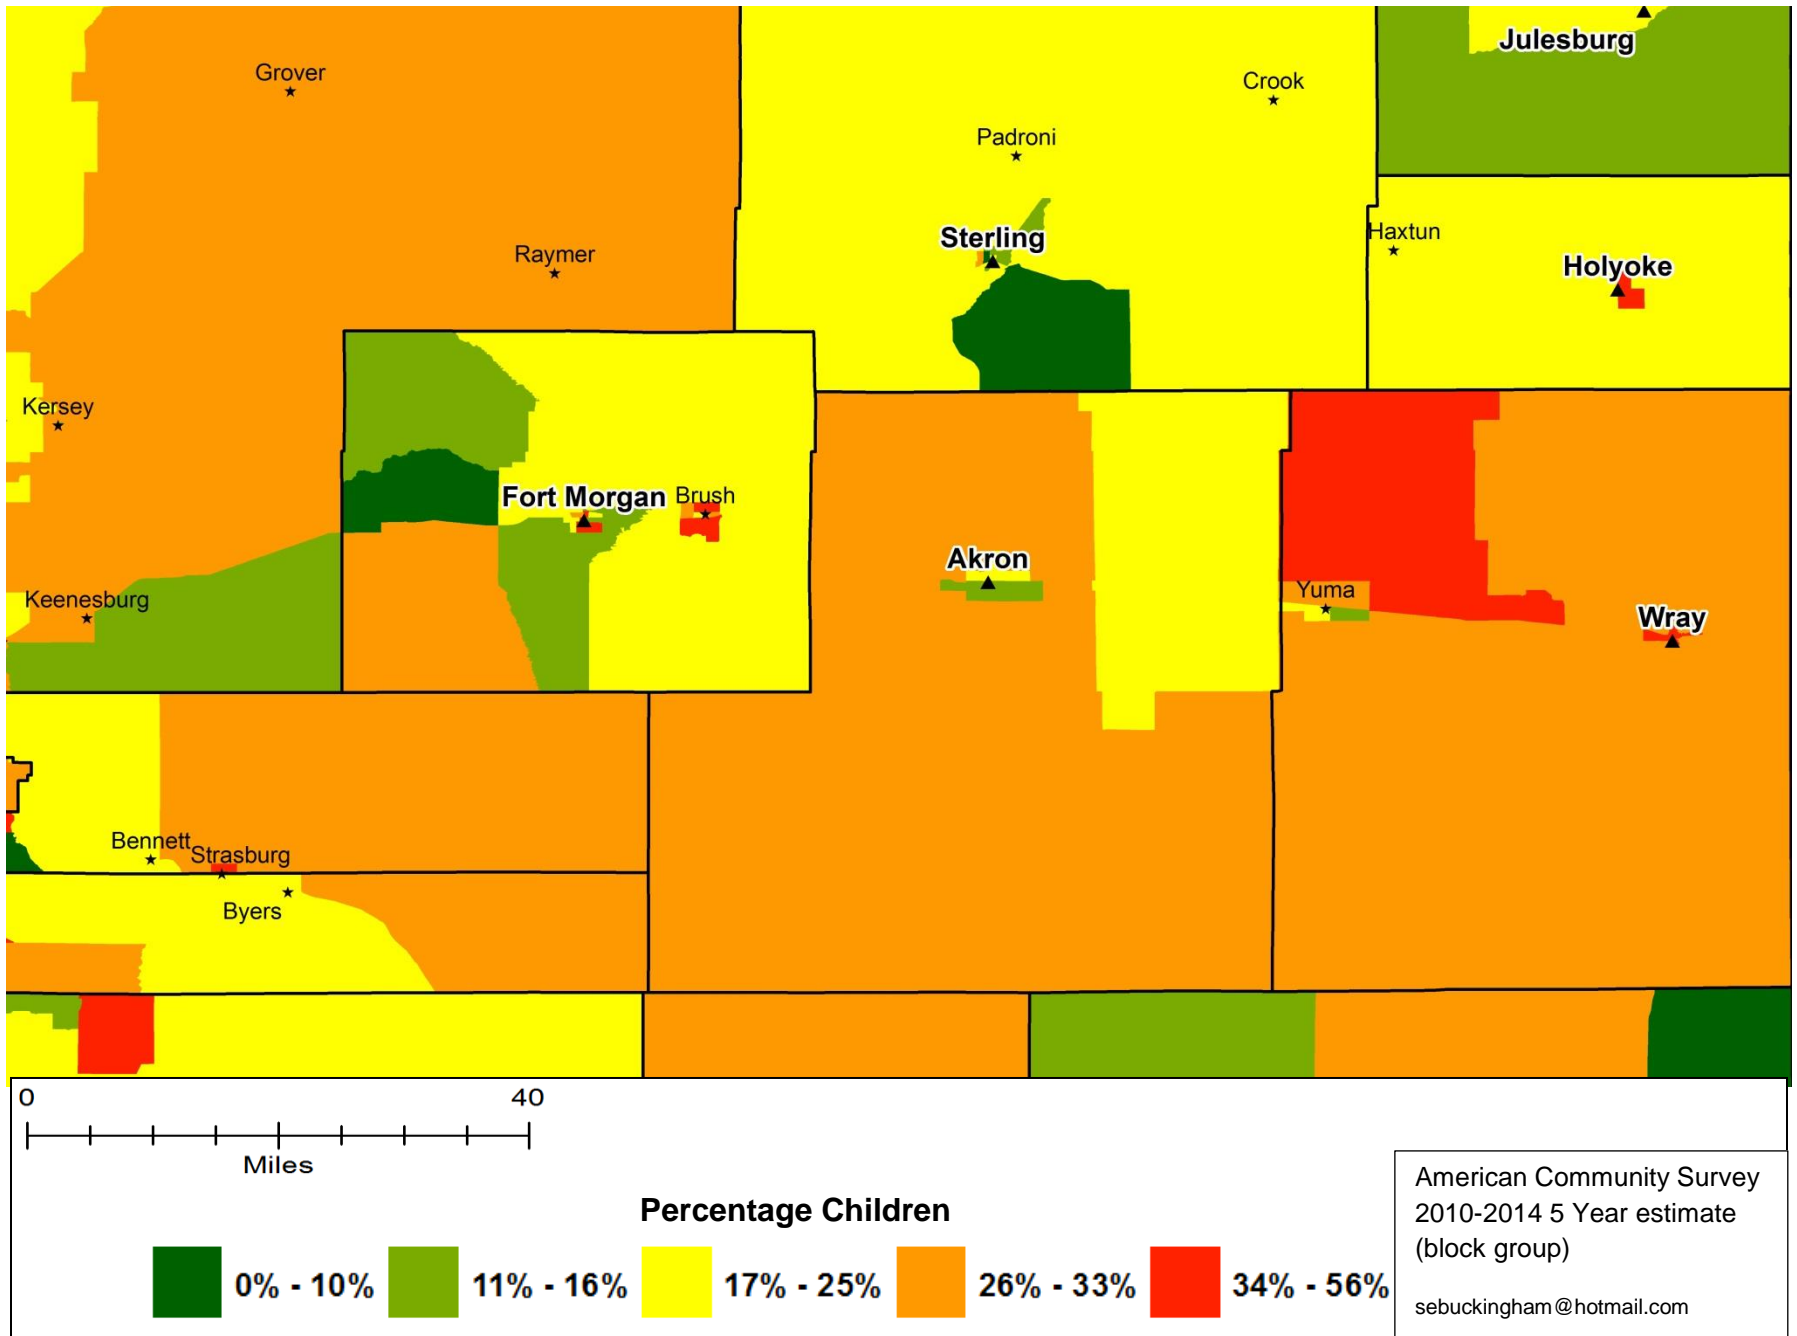 Julesburg
Grover
Crook
Padroni
Sterling
Haxtun
Raymer
Holyoke
Kersey
Fort Morgan
Brush
Akron
Yuma
Keenesburg
Wray
Bennett
Strasburg
Byers
0 40
Miles
Percentage Children
0% - 10% 11% - 16% 17% - 25% 26% - 33% 34% - 56%
American Community Survey
2010-2014 5 Year estimate
(block group)
sebuckingham@hotmail.com